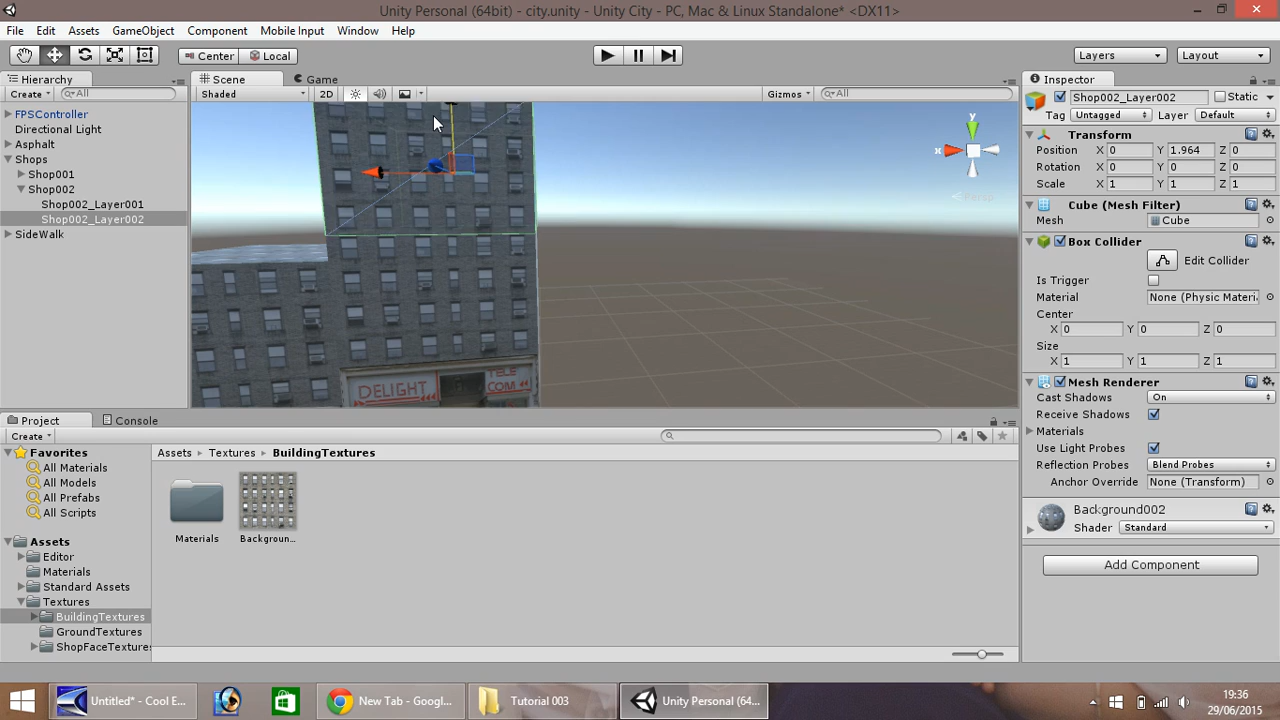 Unity Personal (64bit) - city.unity - Unity City - PC, Mac & Linux Standalone* <DX11>
File Edit Assets GameObject Component Mobile Input Window Help
Center Local Layers Layout
Hierarchy
Create All
FPSController
Directional Light
Asphalt
Shops
Shop001
Shop002
Shop002_Layer001
Shop002_Layer002
SideWalk
Scene Game
Shaded 2D Gizmos All
y
x
Persp
DELIGHT
TELE
COM
Inspector
Shop002_Layer002 Static
Tag Untagged Layer Default
Transform
Position X 0 Y 1.964 Z 0
Rotation X 0 Y 0 Z 0
Scale X 1 Y 1 Z 1
Cube (Mesh Filter)
Mesh Cube
Box Collider
Edit Collider
Is Trigger
Material None (Physic Materi
Center
X 0 Y 0 Z 0
Size
X 1 Y 1 Z 1
Mesh Renderer
Cast Shadows On
Receive Shadows
Materials
Use Light Probes
Reflection Probes Blend Probes
Anchor Override None (Transform)
Background002
Shader Standard
Add Component
Project Console
Create
Favorites
All Materials
All Models
All Prefabs
All Scripts
Assets
Editor
Materials
Standard Assets
Textures
BuildingTextures
GroundTextures
ShopFaceTextures
Assets Textures BuildingTextures
Materials Backgroun...
Untitled* - Cool E... New Tab - Googl... Tutorial 003 Unity Personal (64...
19:36
29/06/2015